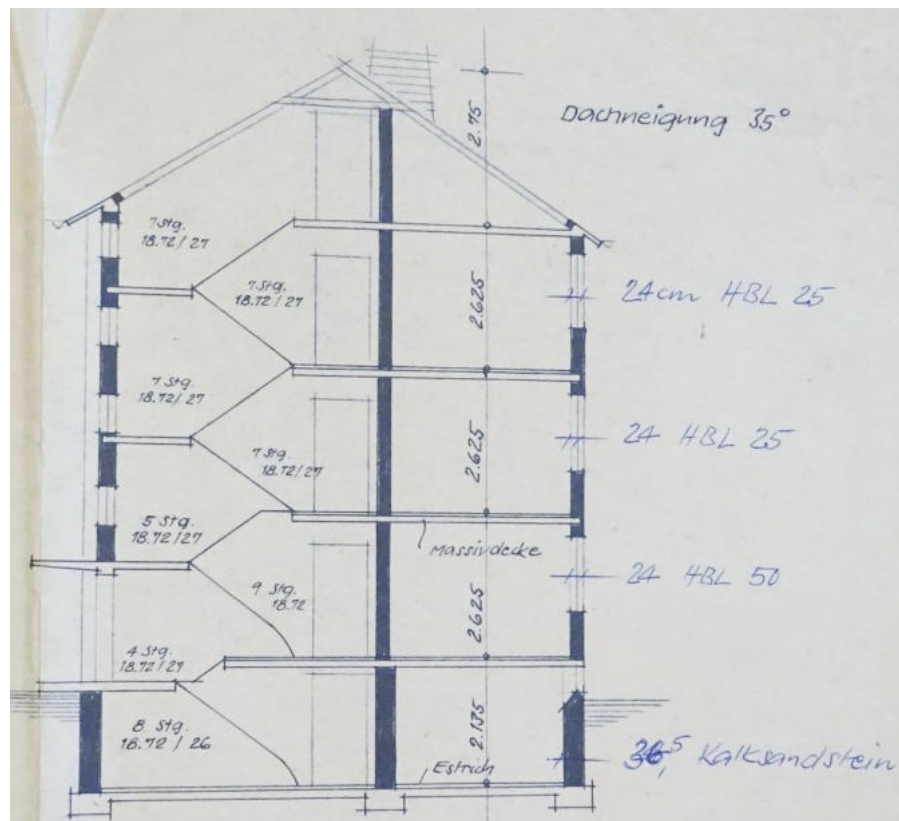 2.75
Dachneigung 35°
7 Stg.
18.72/27
7 Stg.
18.72/27
2.625
24cm HBL 25
7 Stg.
18.72/27
7 Stg.
18.72/27
2.625
24 HBL 25
5 Stg.
18.72/27
Massivdecke
9 Stg.
18.72
2.625
24 HBL 50
4 Stg.
18.72/27
8 Stg.
18.72/26
2.135
Estrich
36,5 Kalksandstein